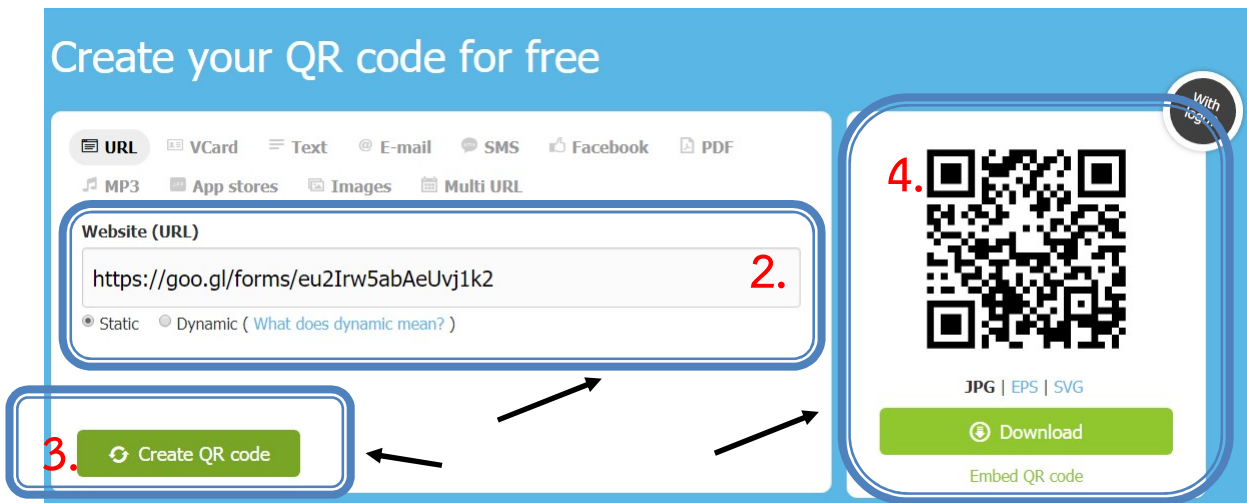 Create your QR code for free
With
logo?
URL VCard Text E-mail SMS Facebook PDF
MP3 App stores Images Multi URL
Website (URL)
https://goo.gl/forms/eu2Irw5abAeUvj1k2
2.
Static Dynamic ( What does dynamic mean? )
3.
Create QR code
4.
JPG | EPS | SVG
Download
Embed QR code